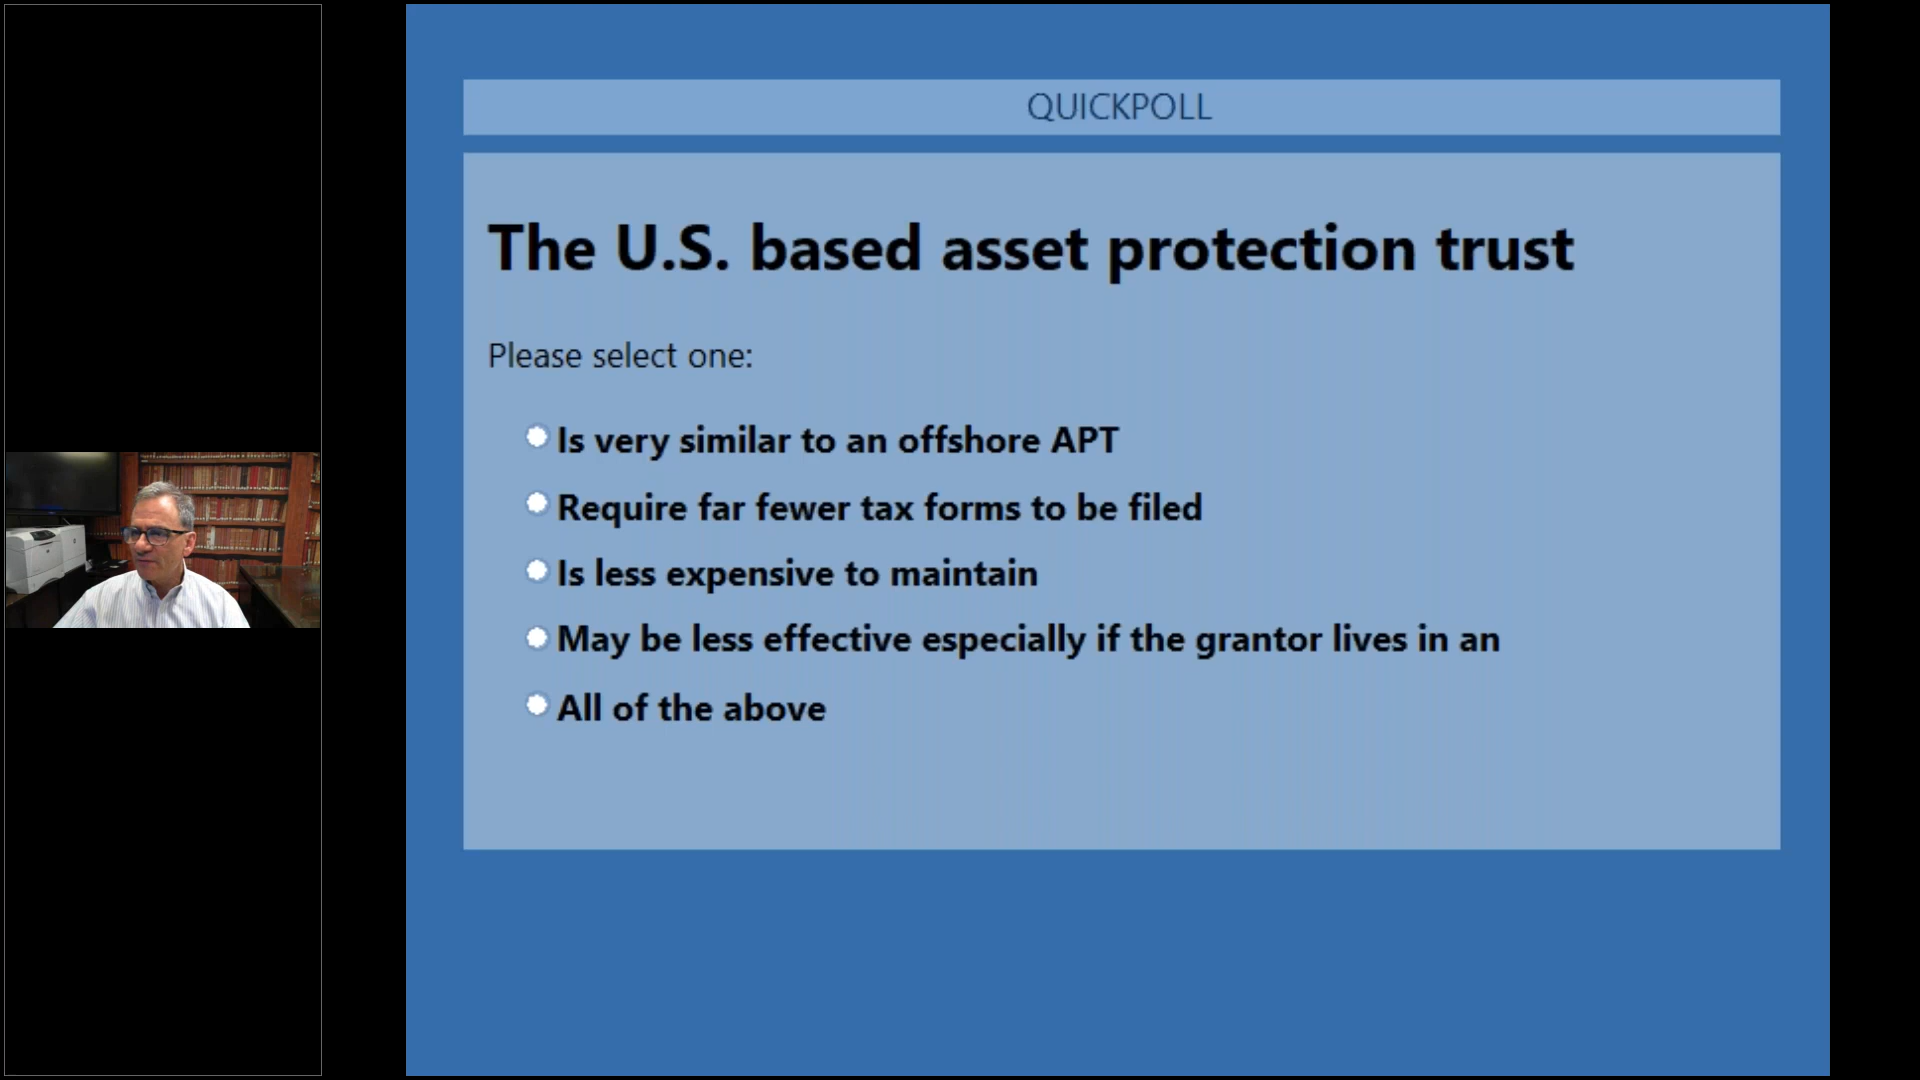 QUICKPOLL
The U.S. based asset protection trust
Please select one:
Is very similar to an offshore APT
Require far fewer tax forms to be filed
Is less expensive to maintain
May be less effective especially if the grantor lives in an
All of the above